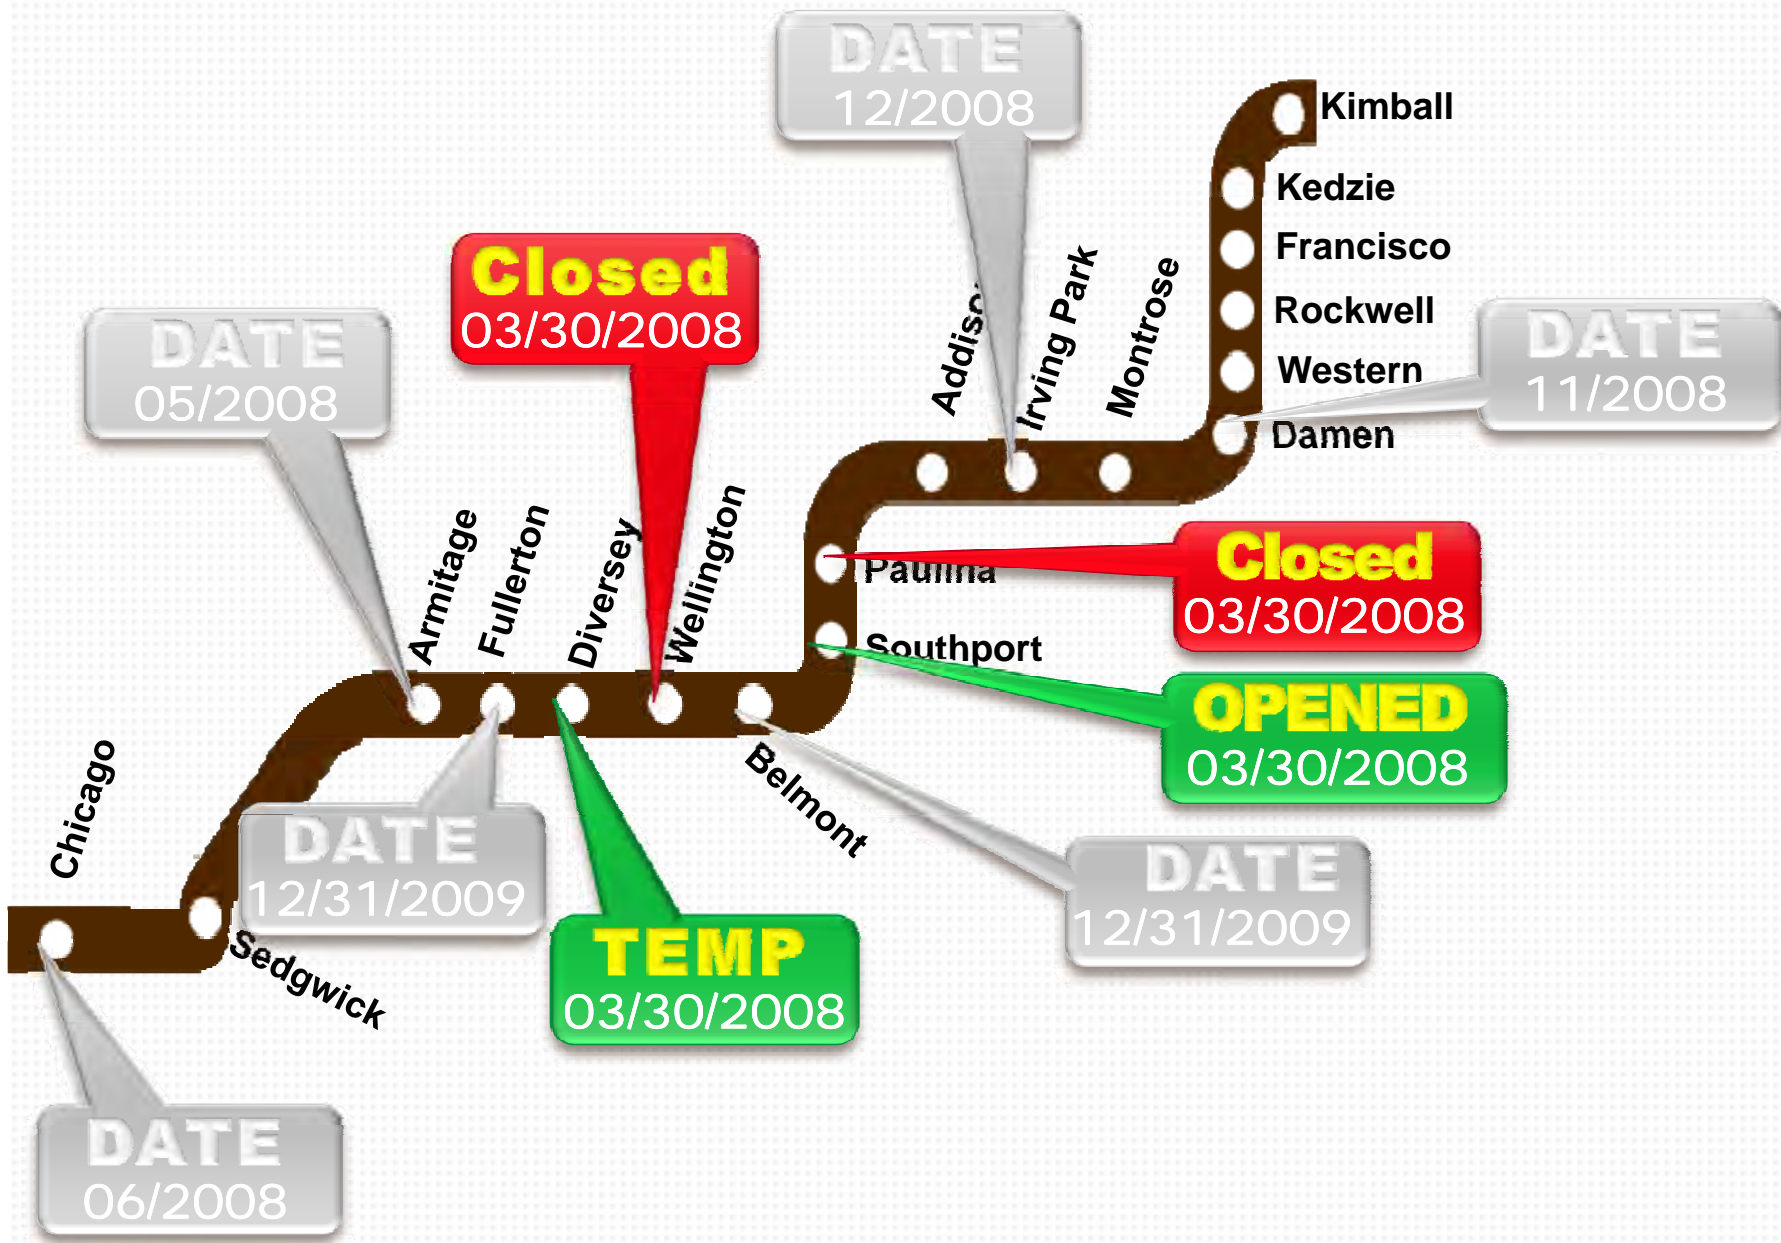 DATE
12/2008
Kimball
Kedzie
Francisco
Rockwell
Western
Damen
DATE
11/2008
Closed
03/30/2008
Irving Park
Montrose
DATE
05/2008
Armitage
Fullerton
Diversey
Wellington
Paulina
Closed
03/30/2008
Southport
OPENED
03/30/2008
Belmont
DATE
12/31/2009
Chicago
DATE
12/31/2009
Sedgwick
TEMP
03/30/2008
DATE
06/2008